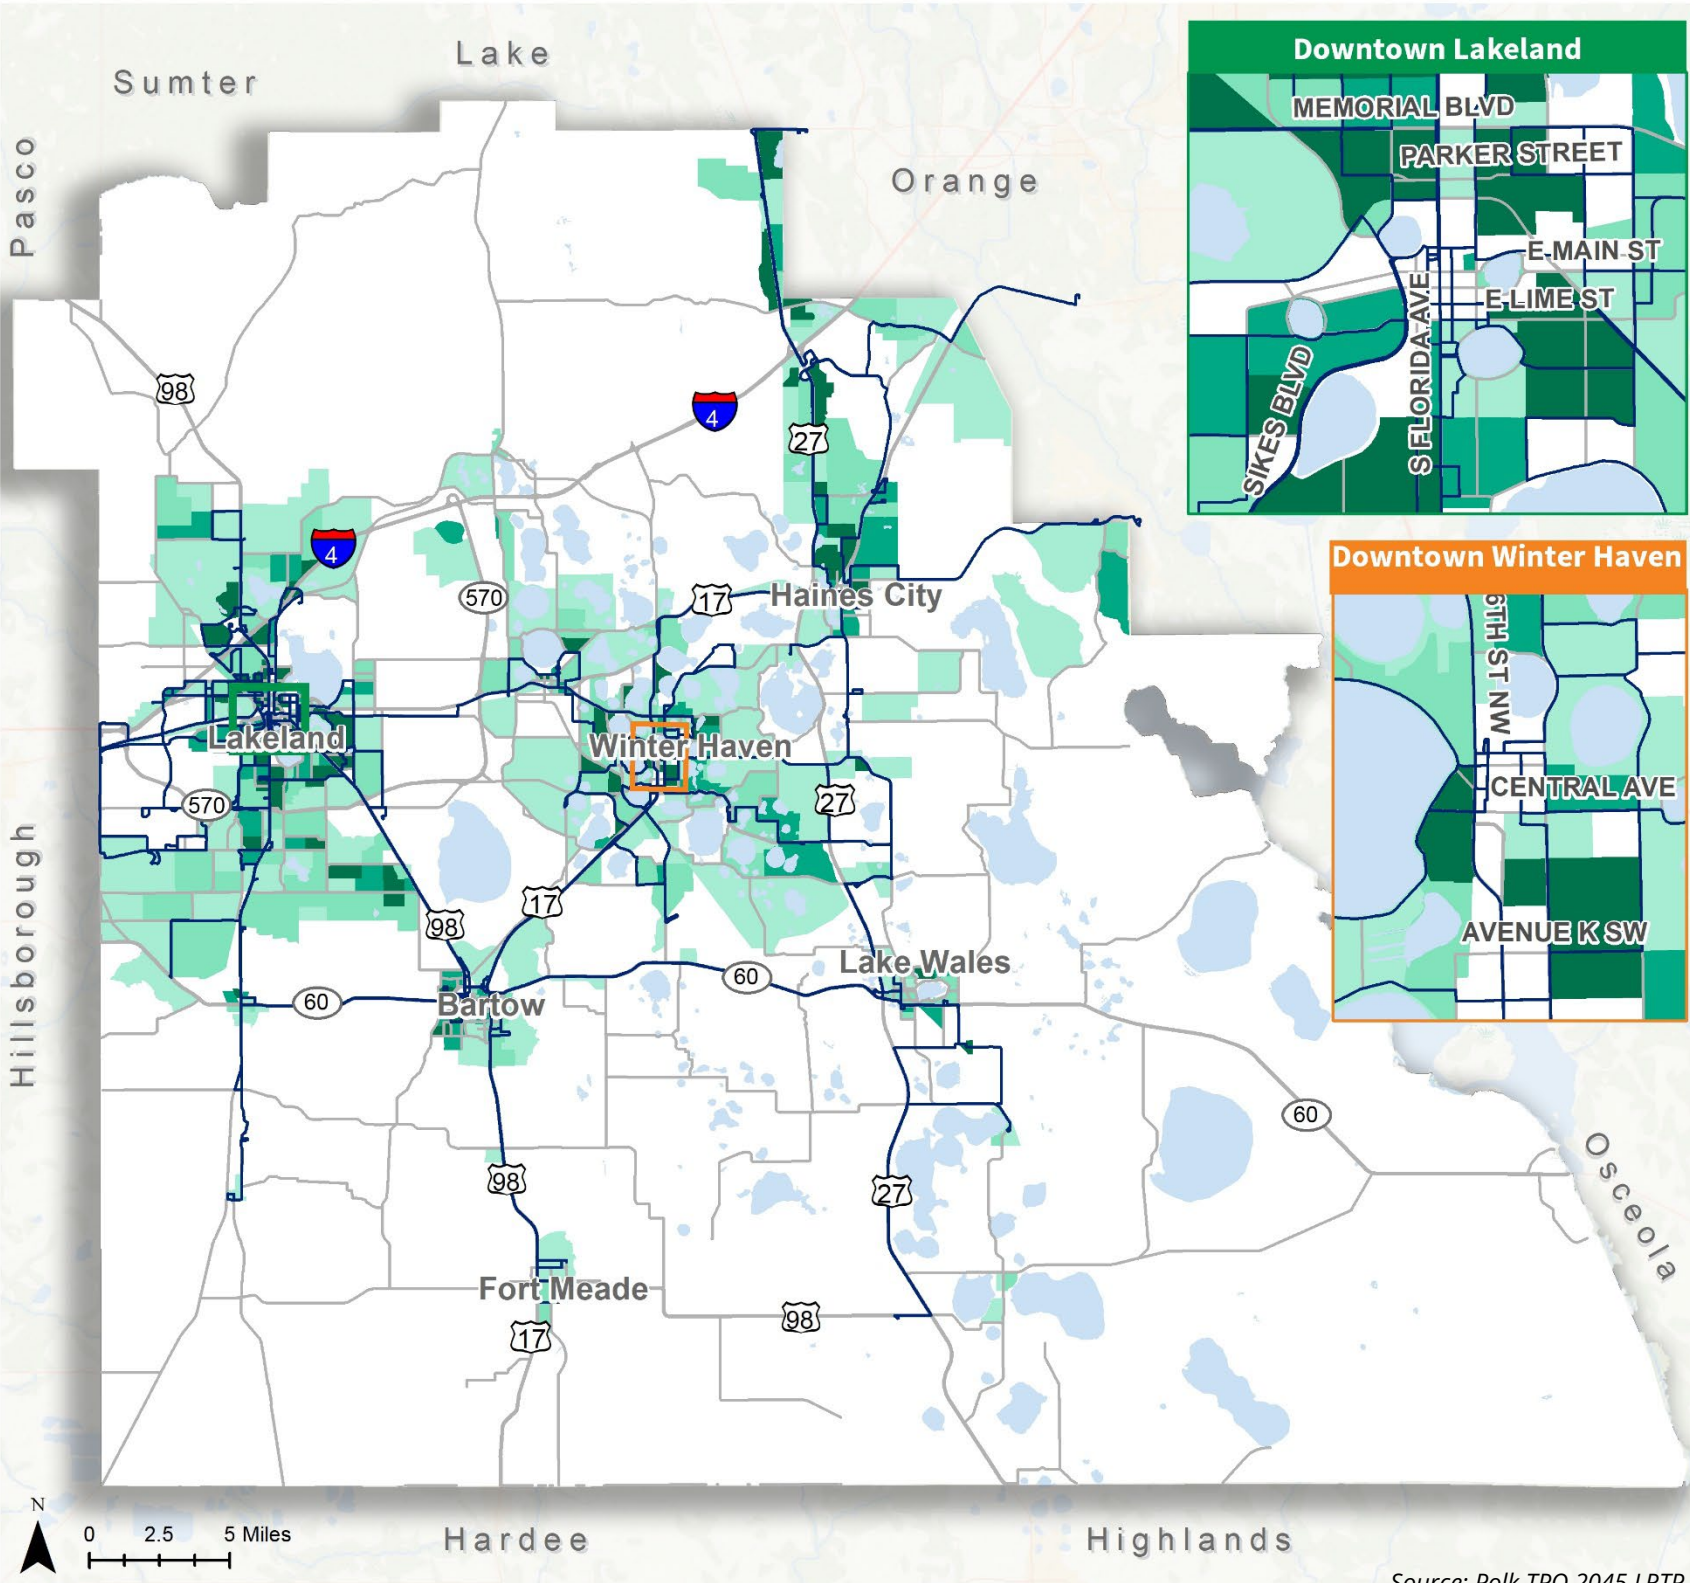 Downtown Lakeland
MEMORIAL BLVD
PARKER STREET
E MAIN ST
E LIME ST
S FLORIDA AVE
SIKES BLVD
Downtown Winter Haven
6TH ST NW
CENTRAL AVE
AVENUE K SW
Lake
Sumter
Pasco
Orange
98
4
27
4
570
17
Haines City
Lakeland
Winter Haven
570
27
Hillsborough
17
98
Lake Wales
60
60
Bartow
60
Osceola
98
27
Fort Meade
98
17
N
0 2.5 5 Miles
Hardee
Highlands
Source: Polk TPO 2045 LRTP